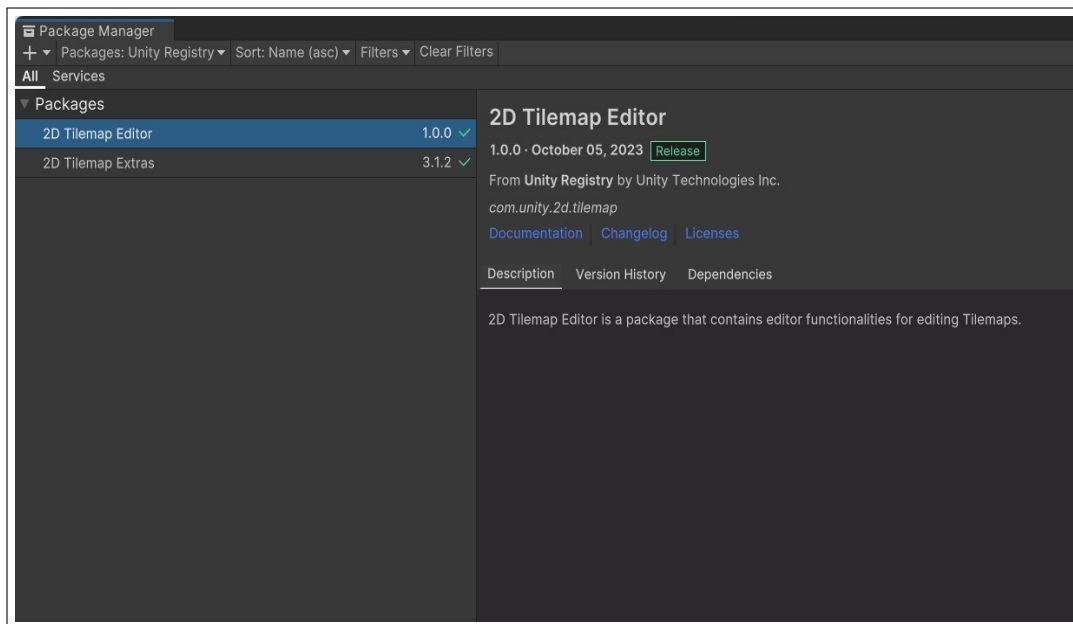 Package Manager
+ Packages: Unity Registry Sort: Name (asc) Filters Clear Filters
All Services
Packages
2D Tilemap Editor 1.0.0
2D Tilemap Extras 3.1.2
2D Tilemap Editor
1.0.0 · October 05, 2023 Release
From Unity Registry by Unity Technologies Inc.
com.unity.2d.tilemap
Documentation Changelog Licenses
Description Version History Dependencies
2D Tilemap Editor is a package that contains editor functionalities for editing Tilemaps.